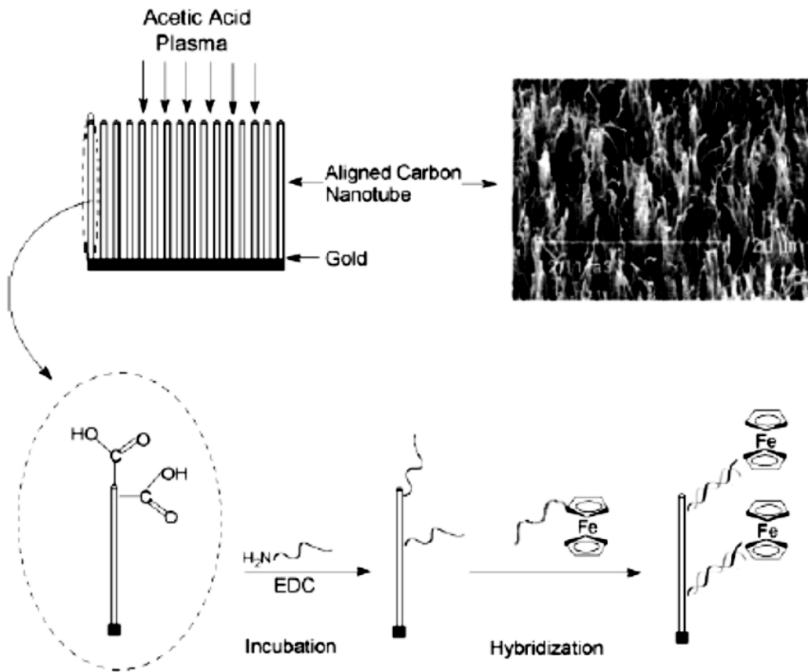 Acetic Acid
Plasma
Aligned Carbon
Nanotube
Gold
HO
C
O
OH
C
O
H₂N
EDC
Incubation
Fe
Hybridization
Fe
Fe